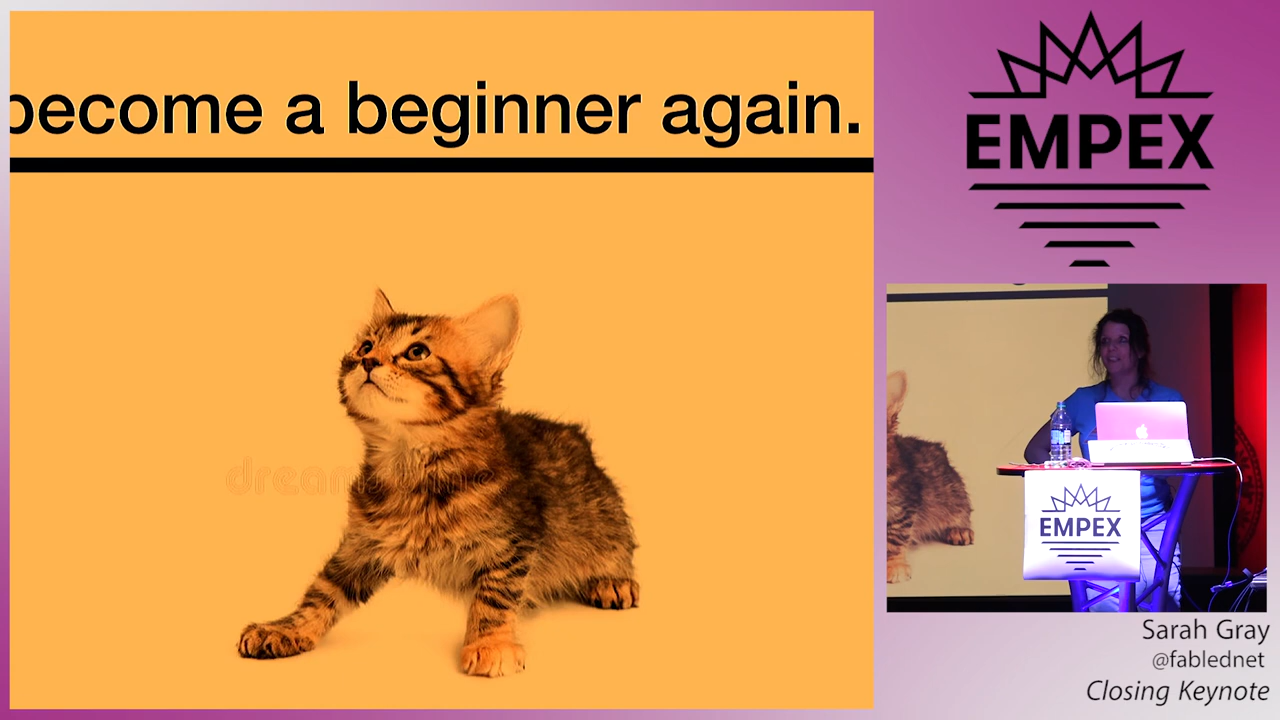 become a beginner again.
EMPEX
EMPEX
Sarah Gray
@fablednet
Closing Keynote